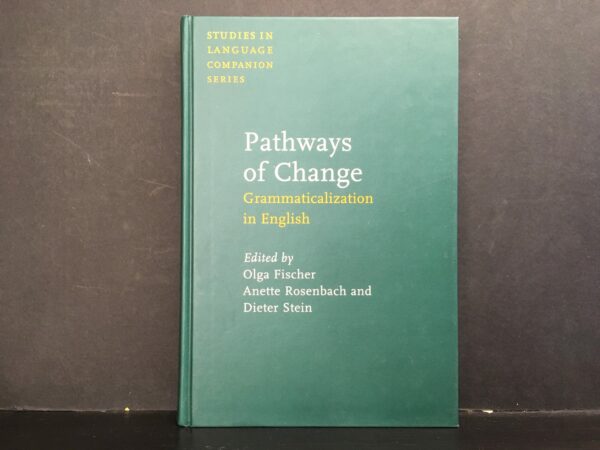 STUDIES IN
LANGUAGE
COMPANION
SERIES
Pathways
of Change
Grammaticalization
in English
Edited by
Olga Fischer
Anette Rosenbach and
Dieter Stein